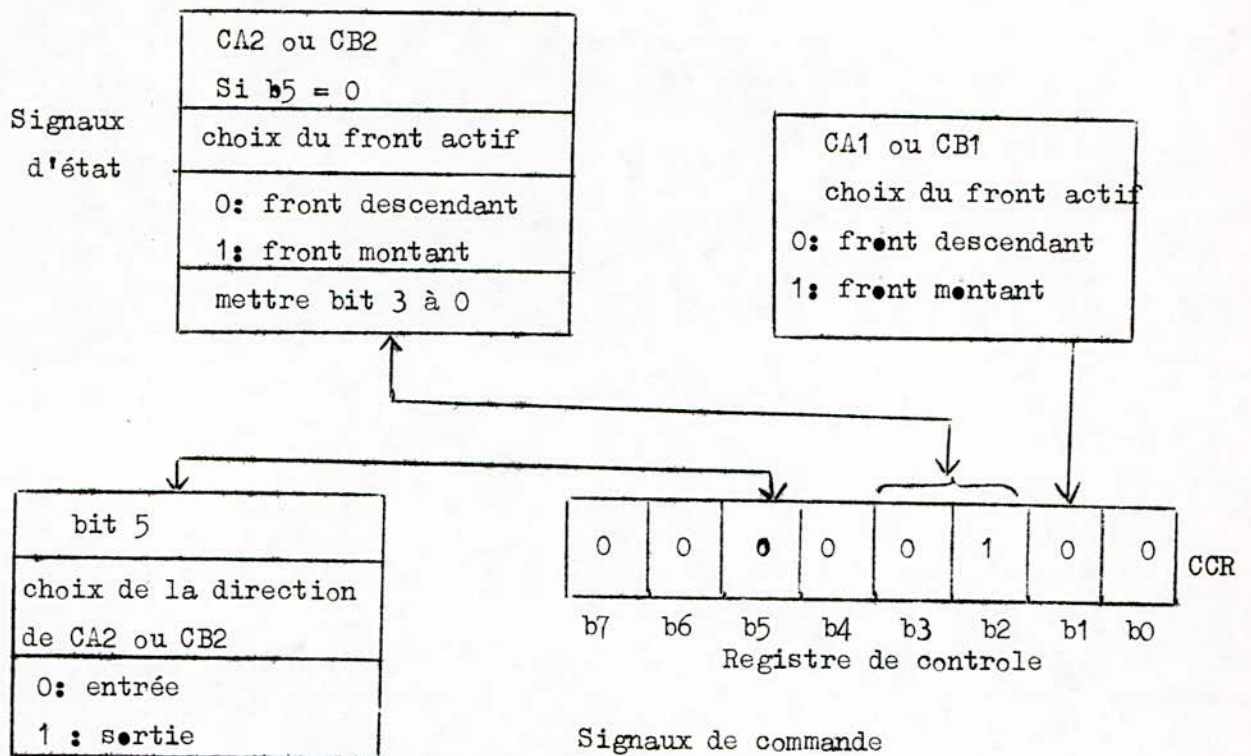 CA2 ou CB2
Si b5 = 0
Signaux
d'état
choix du front actif
0: front descendant
1: front montant
mettre bit 3 à 0
CA1 ou CB1
choix du front actif
0: front descendant
1: front montant
bit 5
choix de la direction
de CA2 ou CB2
0: entrée
1 : sortie
0 0 0 0 0 1 0 0 CCR
b7 b6 b5 b4 b3 b2 b1 b0
Registre de controle
Signaux de commande